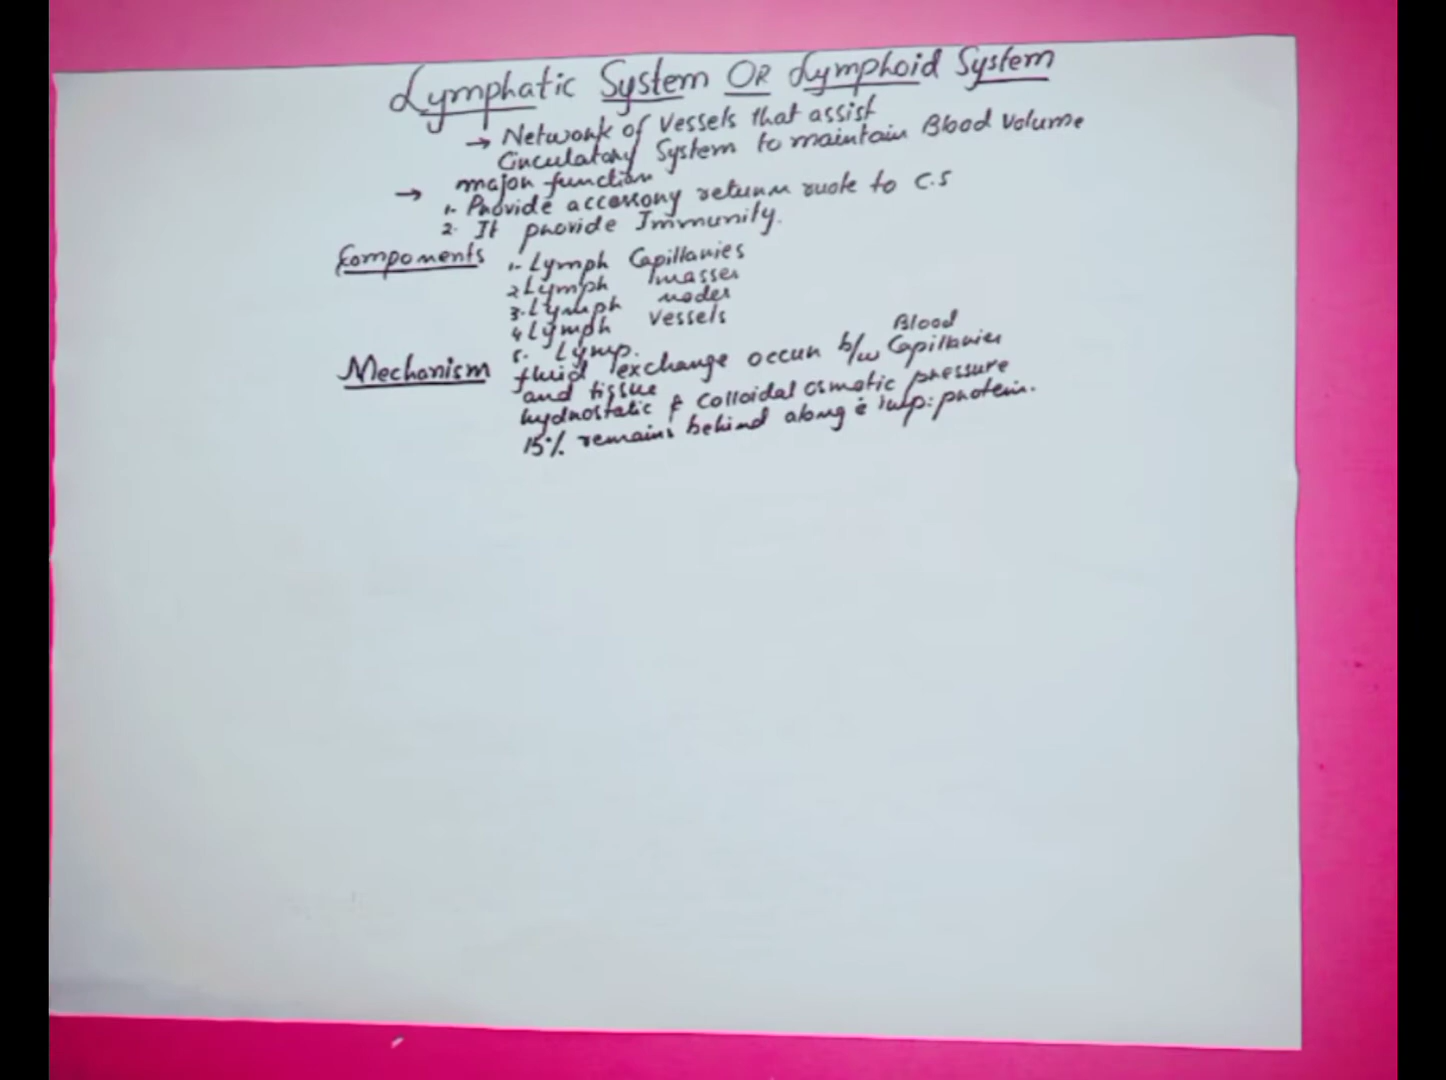 Lymphatic System OR Lymphoid System
→ Network of Vessels that assist
Circulatory System to maintain Blood Volume
→ major function
1- Provide accessory return ruote to C.S
2- It provide Immunity.
Components
1- Lymph Capillaries
2 Lymph masses
3- Lymph nodes
4 Lymph Vessels
5- Lymp.
Mechanism fluid exchange occur b/w Blood Capillaries
and tissue
hydrostatic & Colloidal osmotic pressure
15% remains behind along ē imp: protein.